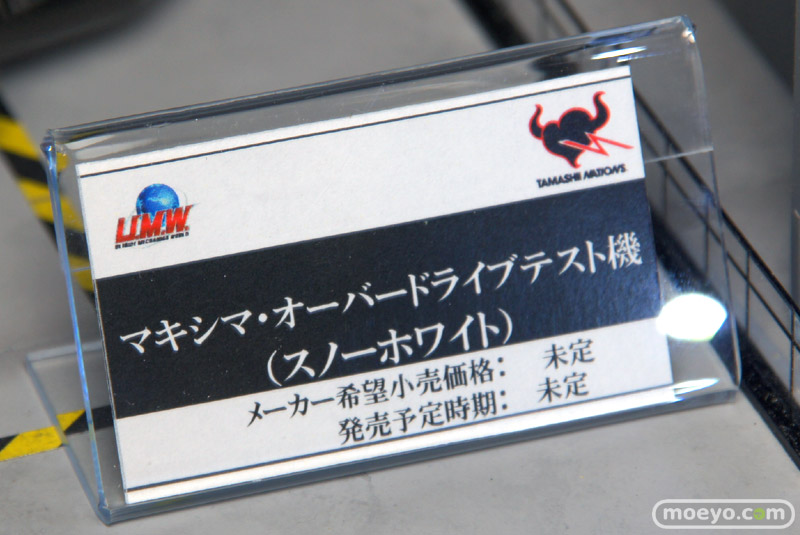 U.M.W.
TAMASHII NATIONS
マキシマ・オーバードライブテスト機
（スノーホワイト）
メーカー希望小売価格： 未定
発売予定時期： 未定
moeyo.com